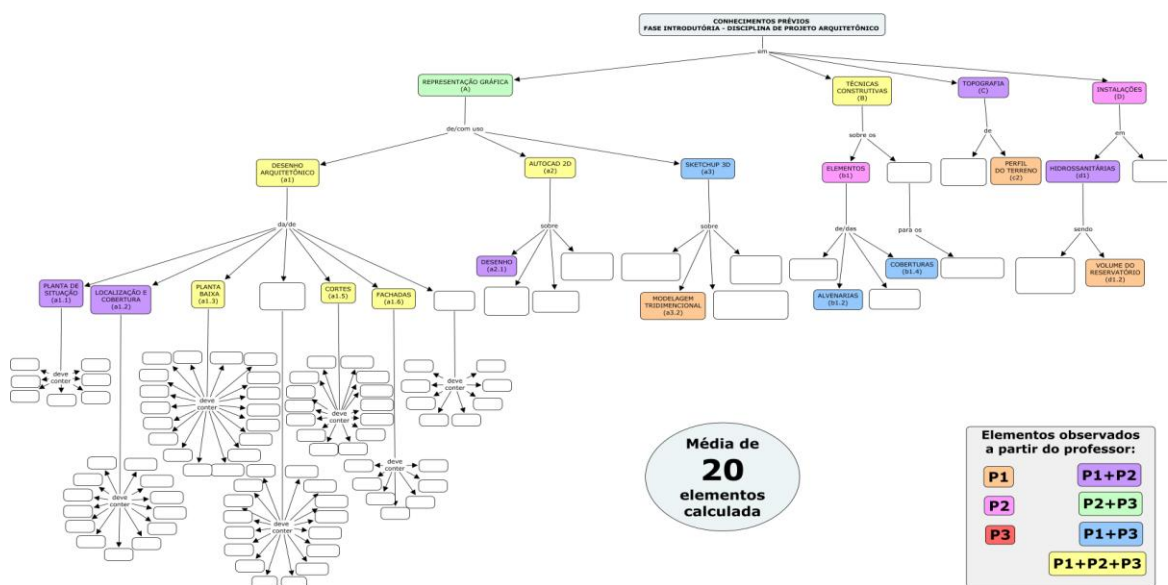 CONHECIMENTOS PRÉVIOS
FASE INTRODUTÓRIA - DISCIPLINA DE PROJETO ARQUITETÔNICO
em
REPRESENTAÇÃO GRÁFICA
(A)
TÉCNICAS
CONSTRUTIVAS
(B)
TOPOGRAFIA
(C)
INSTALAÇÕES
(D)
de/com uso
sobre os
de
em
DESENHO
ARQUITETÔNICO
(a1)
AUTOCAD 2D
(a2)
SKETCHUP 3D
(a3)
ELEMENTOS
(b1)
PERFIL
DO TERRENO
(c2)
HIDROSSANITÁRIAS
(d1)
da/de
sobre
sobre
de/das
para os
sendo
PLANTA DE
SITUAÇÃO
(a1.1)
LOCALIZAÇÃO E
COBERTURA
(a1.2)
PLANTA
BAIXA
(a1.3)
CORTES
(a1.5)
FACHADAS
(a1.6)
DESENHO
(a2.1)
MODELAGEM
TRIDIMENCIONAL
(a3.2)
ALVENARIAS
(b1.2)
COBERTURAS
(b1.4)
VOLUME DO
RESERVATÓRIO
(d1.2)
deve
conter
deve
conter
deve
conter
deve
conter
deve
conter
deve
conter
deve
conter
Média de
20
elementos
calculada
Elementos observados
a partir do professor:
P1
P1+P2
P2
P2+P3
P3
P1+P3
P1+P2+P3